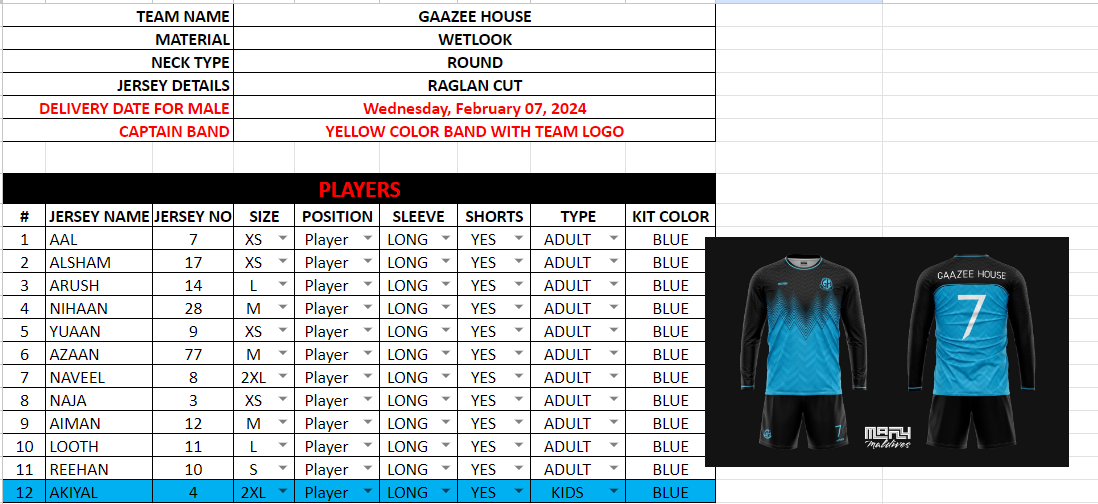 TEAM NAME GAAZEE HOUSE
MATERIAL WETLOOK
NECK TYPE ROUND
JERSEY DETAILS RAGLAN CUT
DELIVERY DATE FOR MALE Wednesday, February 07, 2024
CAPTAIN BAND YELLOW COLOR BAND WITH TEAM LOGO
PLAYERS
# JERSEY NAME JERSEY NO SIZE POSITION SLEEVE SHORTS TYPE KIT COLOR
1 AAL 7 XS Player LONG YES ADULT BLUE
2 ALSHAM 17 XS Player LONG YES ADULT BLUE
3 ARUSH 14 L Player LONG YES ADULT BLUE
4 NIHAAN 28 M Player LONG YES ADULT BLUE
5 YUAAN 9 XS Player LONG YES ADULT BLUE
6 AZAAN 77 M Player LONG YES ADULT BLUE
7 NAVEEL 8 2XL Player LONG YES ADULT BLUE
8 NAJA 3 XS Player LONG YES ADULT BLUE
9 AIMAN 12 M Player LONG YES ADULT BLUE
10 LOOTH 11 L Player LONG YES ADULT BLUE
11 REEHAN 10 S Player LONG YES ADULT BLUE
12 AKIYAL 4 2XL Player LONG YES KIDS BLUE
GAAZEE HOUSE
7
7
Maldives